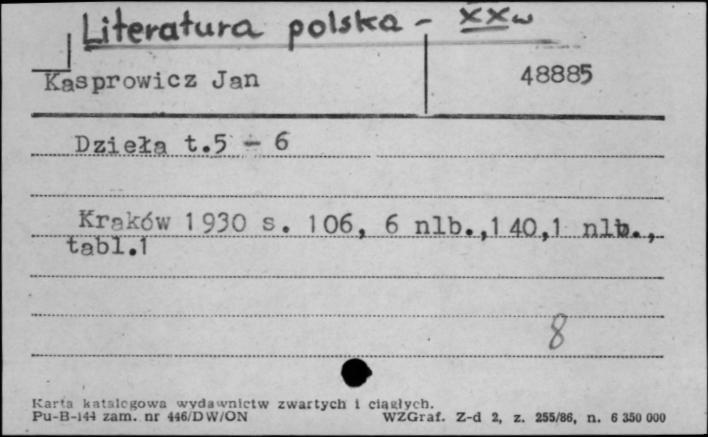 Literatura polska - XXw
Kasprowicz Jan 48885
Dzieła t.5 - 6
Kraków 1930 s. 106, 6 nlb.,140,1 nlb.,
tabl.1
8
Karta katalogowa wydawnictw zwartych i ciągłych.
Pu-B-144 zam. nr 446/DW/ON WZGraf. Z-d 2, z. 255/86, n. 6 350 000